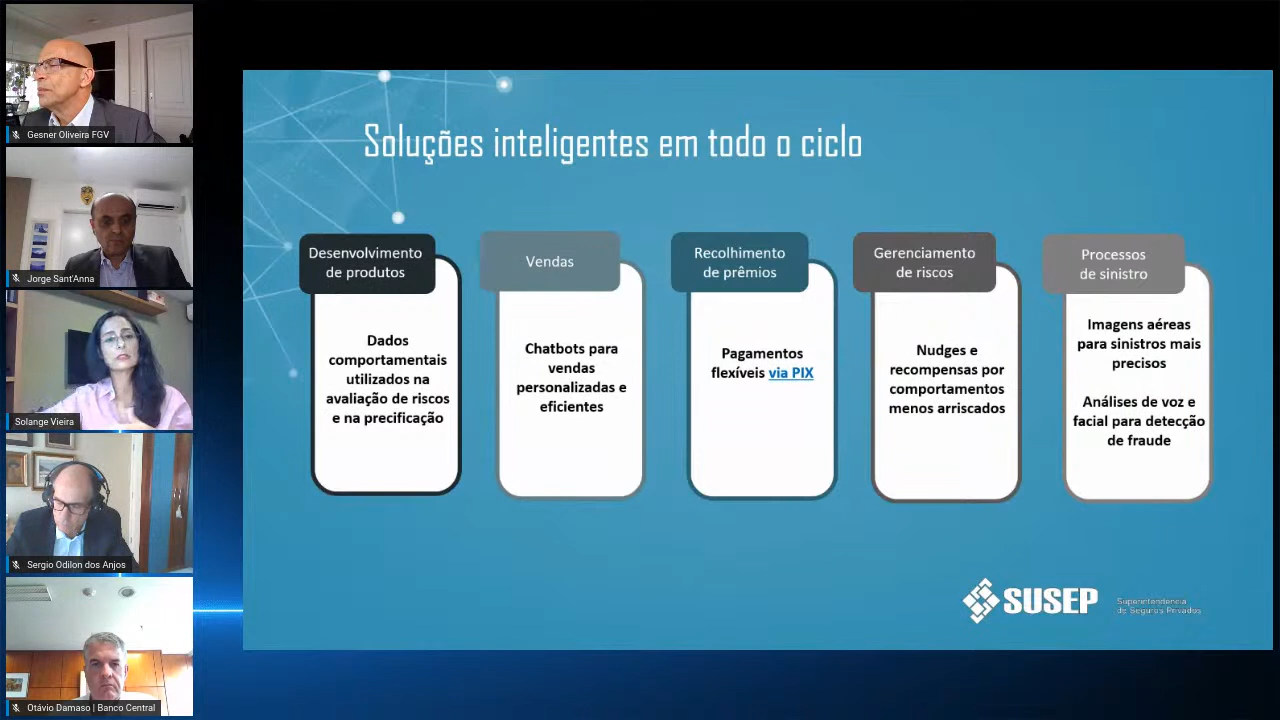 Gesner Oliveira FGV
Jorge Sant'Anna
Solange Vieira
Sergio Odilon dos Anjos
Otávio Damaso | Banco Central
Soluções inteligentes em todo o ciclo
Desenvolvimento
de produtos
Dados
comportamentais
utilizados na
avaliação de riscos
e na precificação
Vendas
Chatbots para
vendas
personalizadas e
eficientes
Recolhimento
de prêmios
Pagamentos
flexíveis via PIX
Gerenciamento
de riscos
Nudges e
recompensas por
comportamentos
menos arriscados
Processos
de sinistro
Imagens aéreas
para sinistros mais
precisos
Análises de voz e
facial para detecção
de fraude
SUSEP
Superintendência
de Seguros Privados